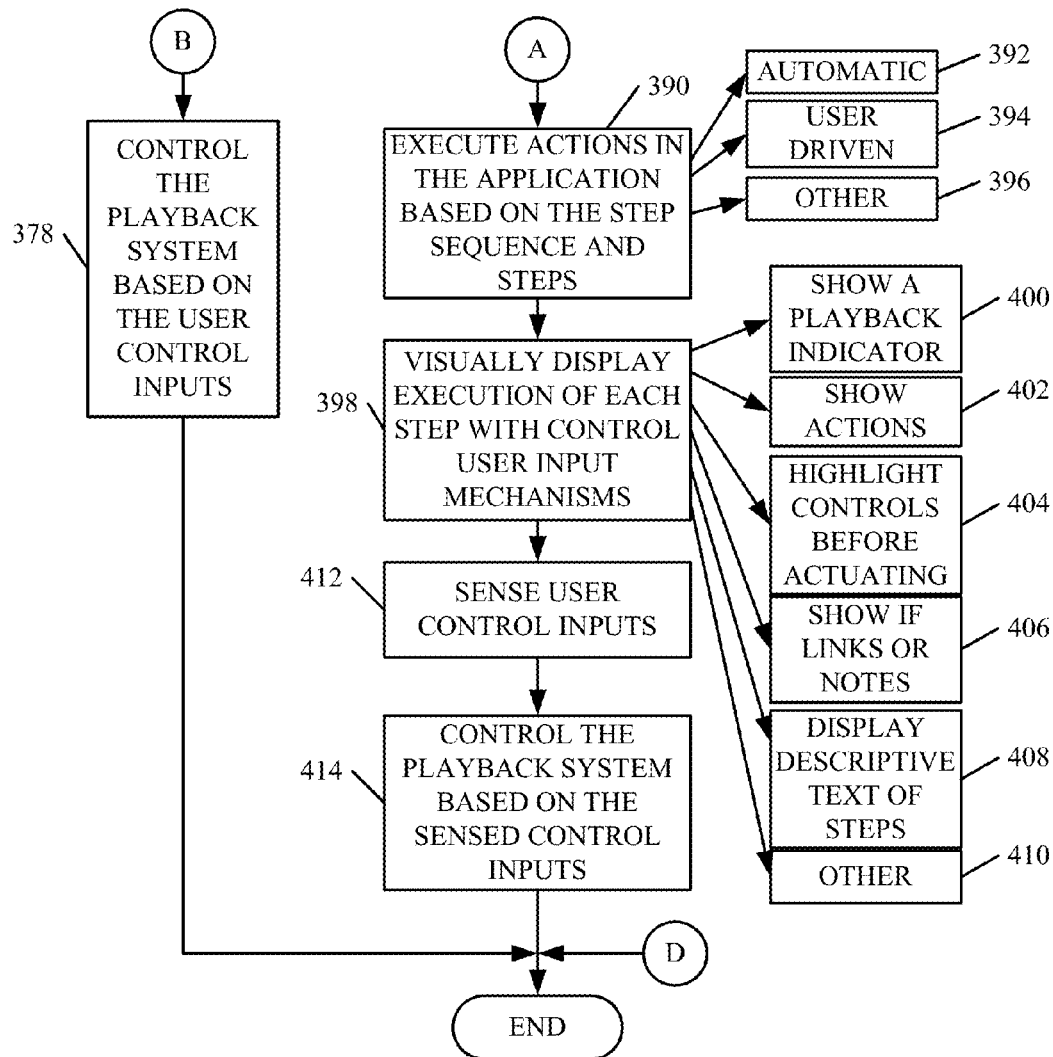 B
A
392
AUTOMATIC
390
394
USER
DRIVEN
396
OTHER
CONTROL
THE
PLAYBACK
SYSTEM
BASED ON
THE USER
CONTROL
INPUTS
378
EXECUTE ACTIONS IN
THE APPLICATION
BASED ON THE STEP
SEQUENCE AND
STEPS
SHOW A
PLAYBACK
INDICATOR
400
VISUALLY DISPLAY
EXECUTION OF EACH
STEP WITH CONTROL
USER INPUT
MECHANISMS
398
SHOW
ACTIONS
402
HIGHLIGHT
CONTROLS
BEFORE
ACTUATING
404
412
SENSE USER
CONTROL INPUTS
SHOW IF
LINKS OR
NOTES
406
414
CONTROL THE
PLAYBACK SYSTEM
BASED ON THE
SENSED CONTROL
INPUTS
DISPLAY
DESCRIPTIVE
TEXT OF
STEPS
408
OTHER
410
D
END